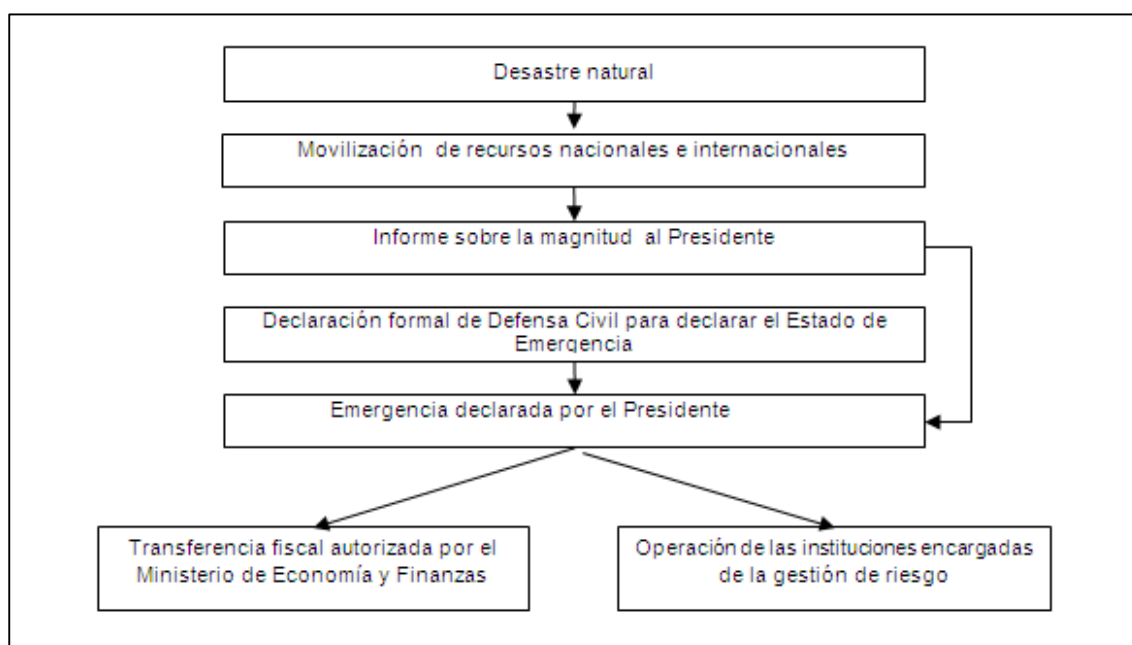 Desastre natural
Movilización de recursos nacionales e internacionales
Informe sobre la magnitud al Presidente
Declaración formal de Defensa Civil para declarar el Estado de
Emergencia
Emergencia declarada por el Presidente
Transferencia fiscal autorizada por el
Ministerio de Economía y Finanzas
Operación de las instituciones encargadas
de la gestión de riesgo